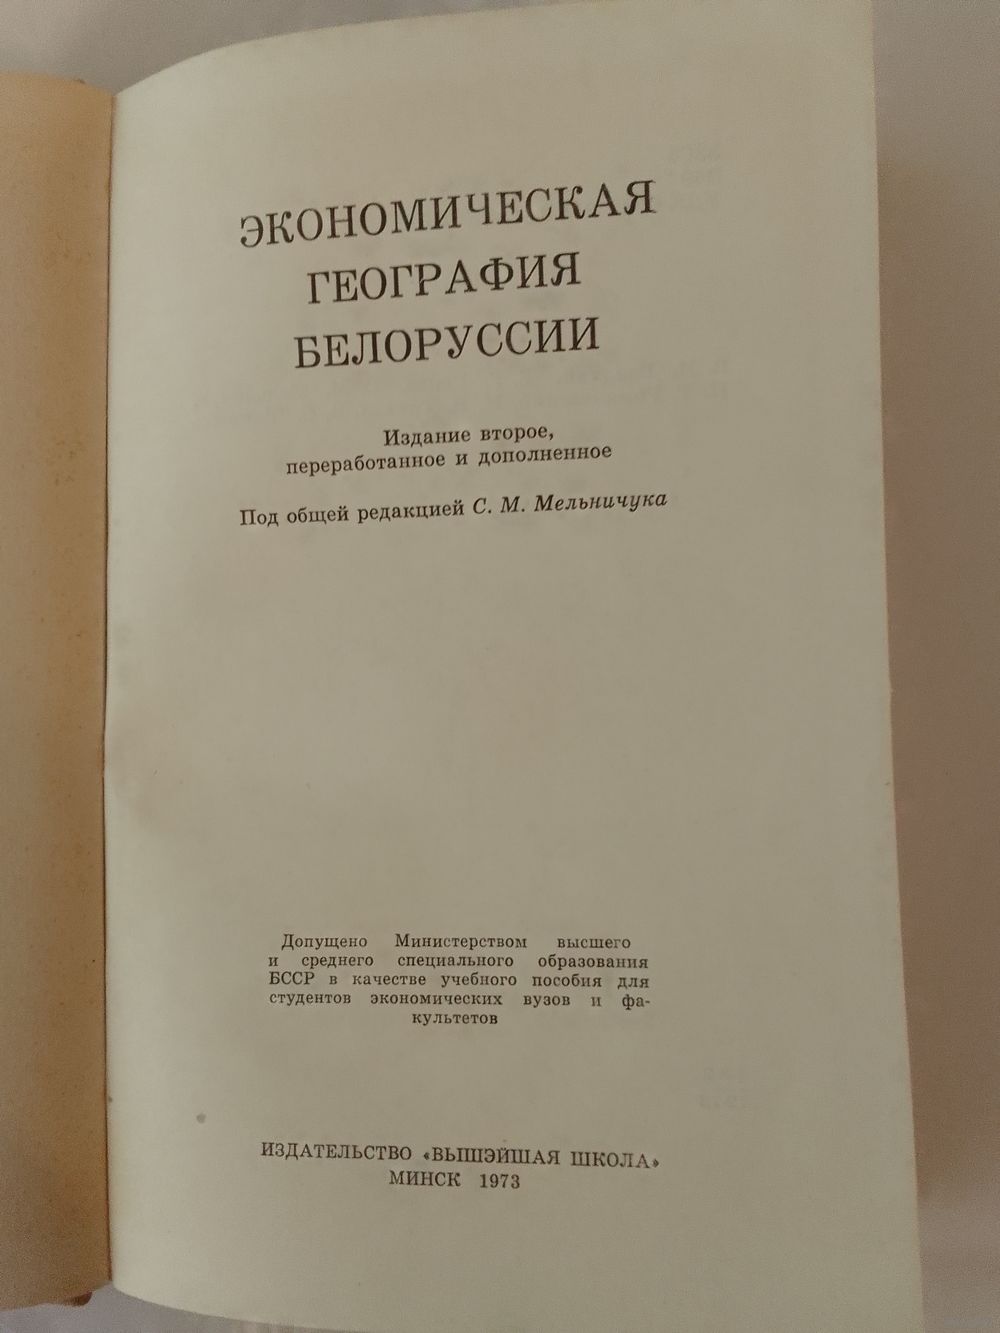 ЭКОНОМИЧЕСКАЯ
ГЕОГРАФИЯ
БЕЛОРУССИИ
Издание второе,
переработанное и дополненное
Под общей редакцией С. М. Мельничука
Допущено Министерством высшего
и среднего специального образования
БССР в качестве учебного пособия для
студентов экономических вузов и фа-
культетов
ИЗДАТЕЛЬСТВО «ВЫШЭЙШАЯ ШКОЛА»
МИНСК 1973